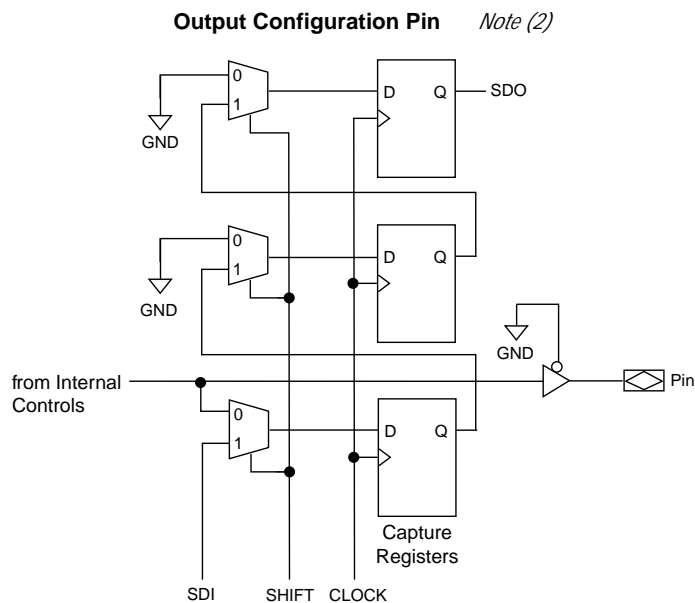 Output Configuration Pin Note (2)
0
1
GND
D Q
SDO
0
1
GND
D Q
GND
Pin
from Internal
Controls
0
1
D Q
Capture
Registers
SDI SHIFT CLOCK